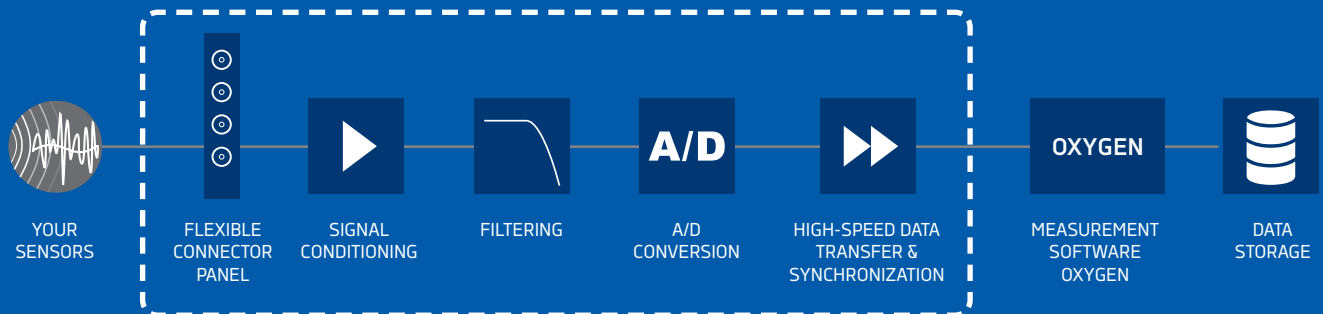 A/D
OXYGEN
YOUR
SENSORS
FLEXIBLE
CONNECTOR
PANEL
SIGNAL
CONDITIONING
FILTERING
A/D
CONVERSION
HIGH-SPEED DATA
TRANSFER &
SYNCHRONIZATION
MEASUREMENT
SOFTWARE
OXYGEN
DATA
STORAGE